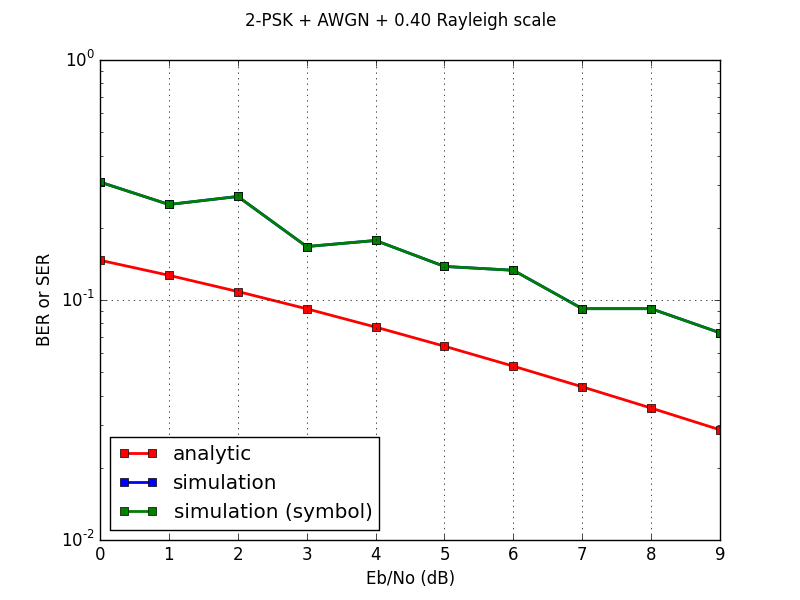 2-PSK + AWGN + 0.40 Rayleigh scale
10^0
10^-1
10^-2
BER or SER
analytic
simulation
simulation (symbol)
0 1 2 3 4 5 6 7 8 9
Eb/No (dB)